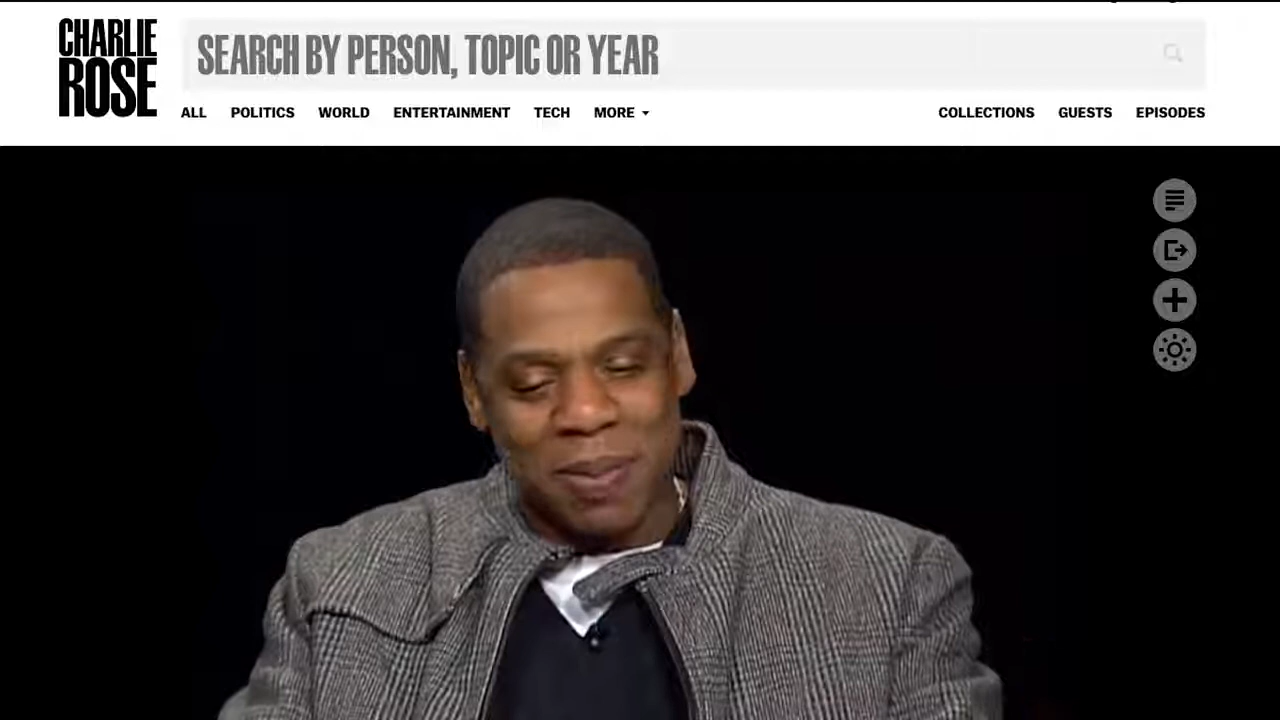 CHARLIE
ROSE
SEARCH BY PERSON, TOPIC OR YEAR
ALL POLITICS WORLD ENTERTAINMENT TECH MORE COLLECTIONS GUESTS EPISODES